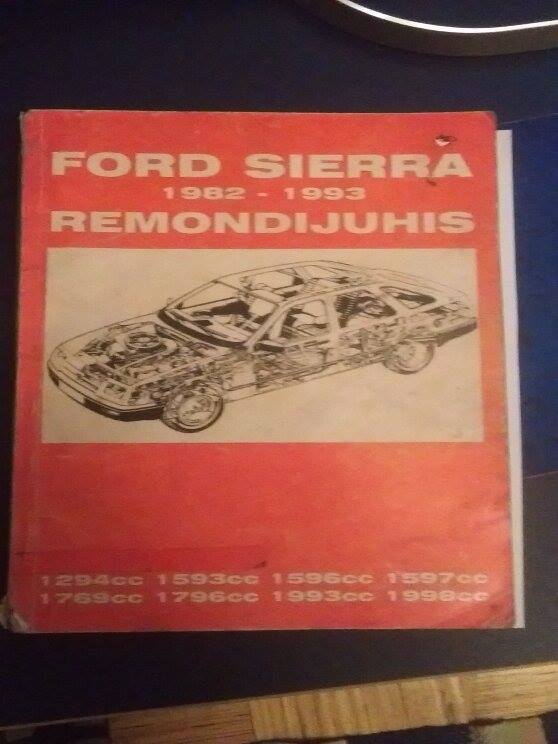 FORD SIERRA
1982 - 1993
REMONDIJUHIS
1294cc 1593cc 1596cc 1597cc
1769cc 1796cc 1993cc 1998cc